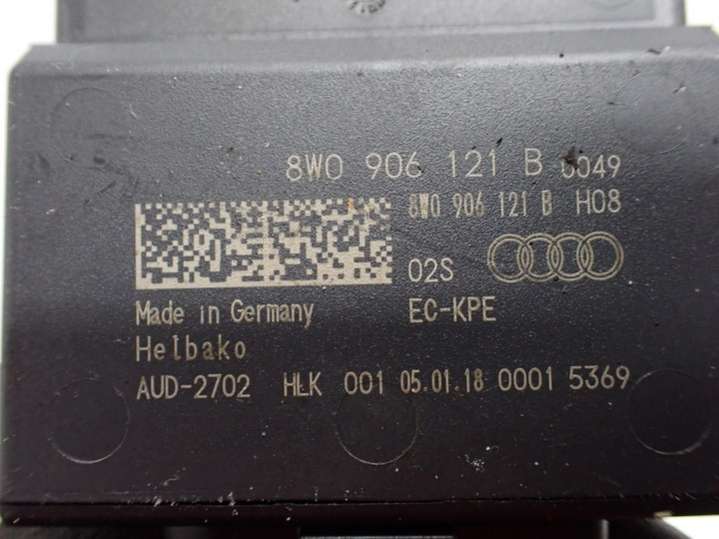 8W0 906 121 B 0049
8W0 906 121 B H08
02S
Made in Germany EC-KPE
Helbako
AUD-2702 HLK 001 05.01.18 0001 5369